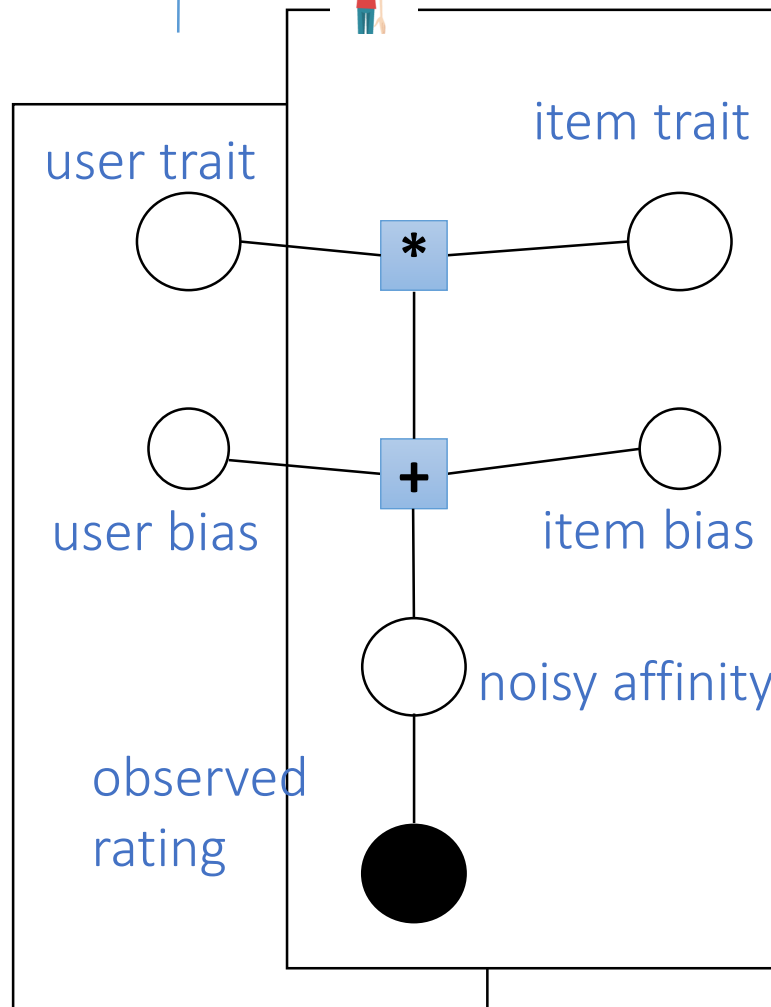 item trait
user trait
*
+
user bias
item bias
noisy affinity
observed
rating